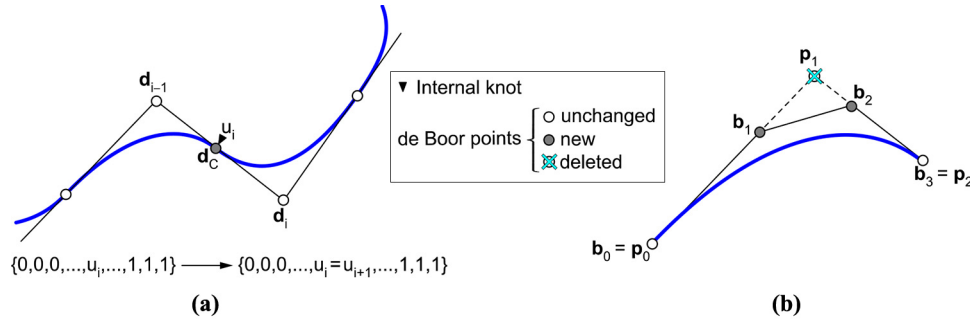 d_{i−1}
u_i
d_C
d_i
{0,0,0,...,u_i,...,1,1,1} → {0,0,0,...,u_i=u_{i+1},...,1,1,1}
(a)
Internal knot
de Boor points
unchanged
new
deleted
p_1
b_1
b_2
b_3 = p_2
b_0 = p_0
(b)